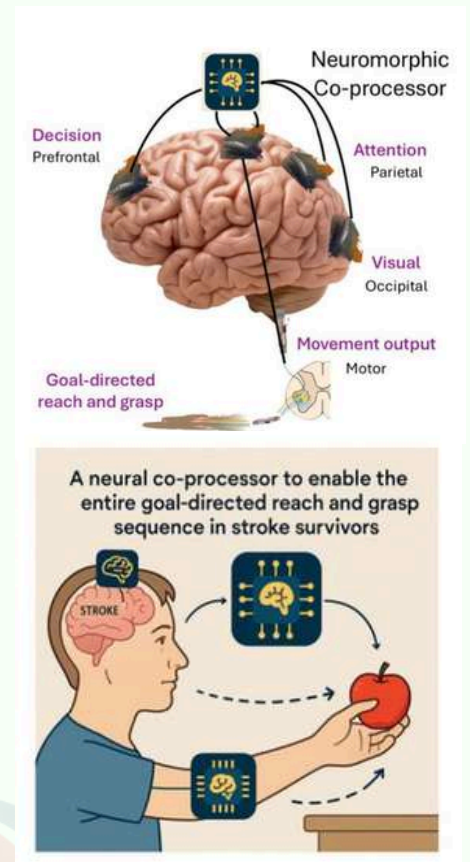 Neuromorphic
Co-processor
Decision
Prefrontal
Attention
Parietal
Visual
Occipital
Movement output
Motor
Goal-directed
reach and grasp
A neural co-processor to enable the
entire goal-directed reach and grasp
sequence in stroke survivors
STROKE